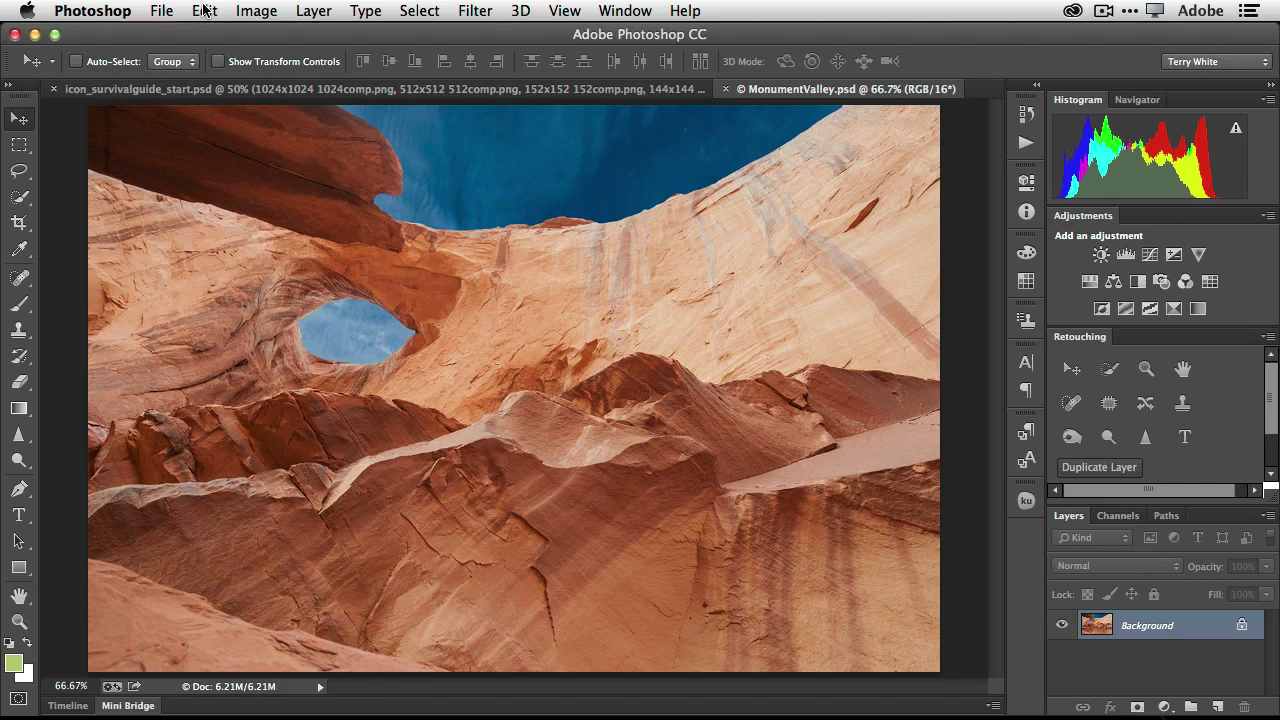 Photoshop File Edit Image Layer Type Select Filter 3D View Window Help Adobe
Adobe Photoshop CC
Auto-Select: Group Show Transform Controls 3D Mode: Terry White
icon_survivalguide_start.psd @ 50% (1024x1024 1024comp.png, 512x512 512comp.png, 152x152 152comp.png, 144x144 ... © MonumentValley.psd @ 66.7% (RGB/16*)
Histogram Navigator
Adjustments
Add an adjustment
Retouching
T
Duplicate Layer
Layers Channels Paths
Kind T
Normal Opacity: 100%
Lock: Fill: 100%
Background
fx
A
A
ku
T
66.67% © Doc: 6.21M/6.21M
Timeline Mini Bridge